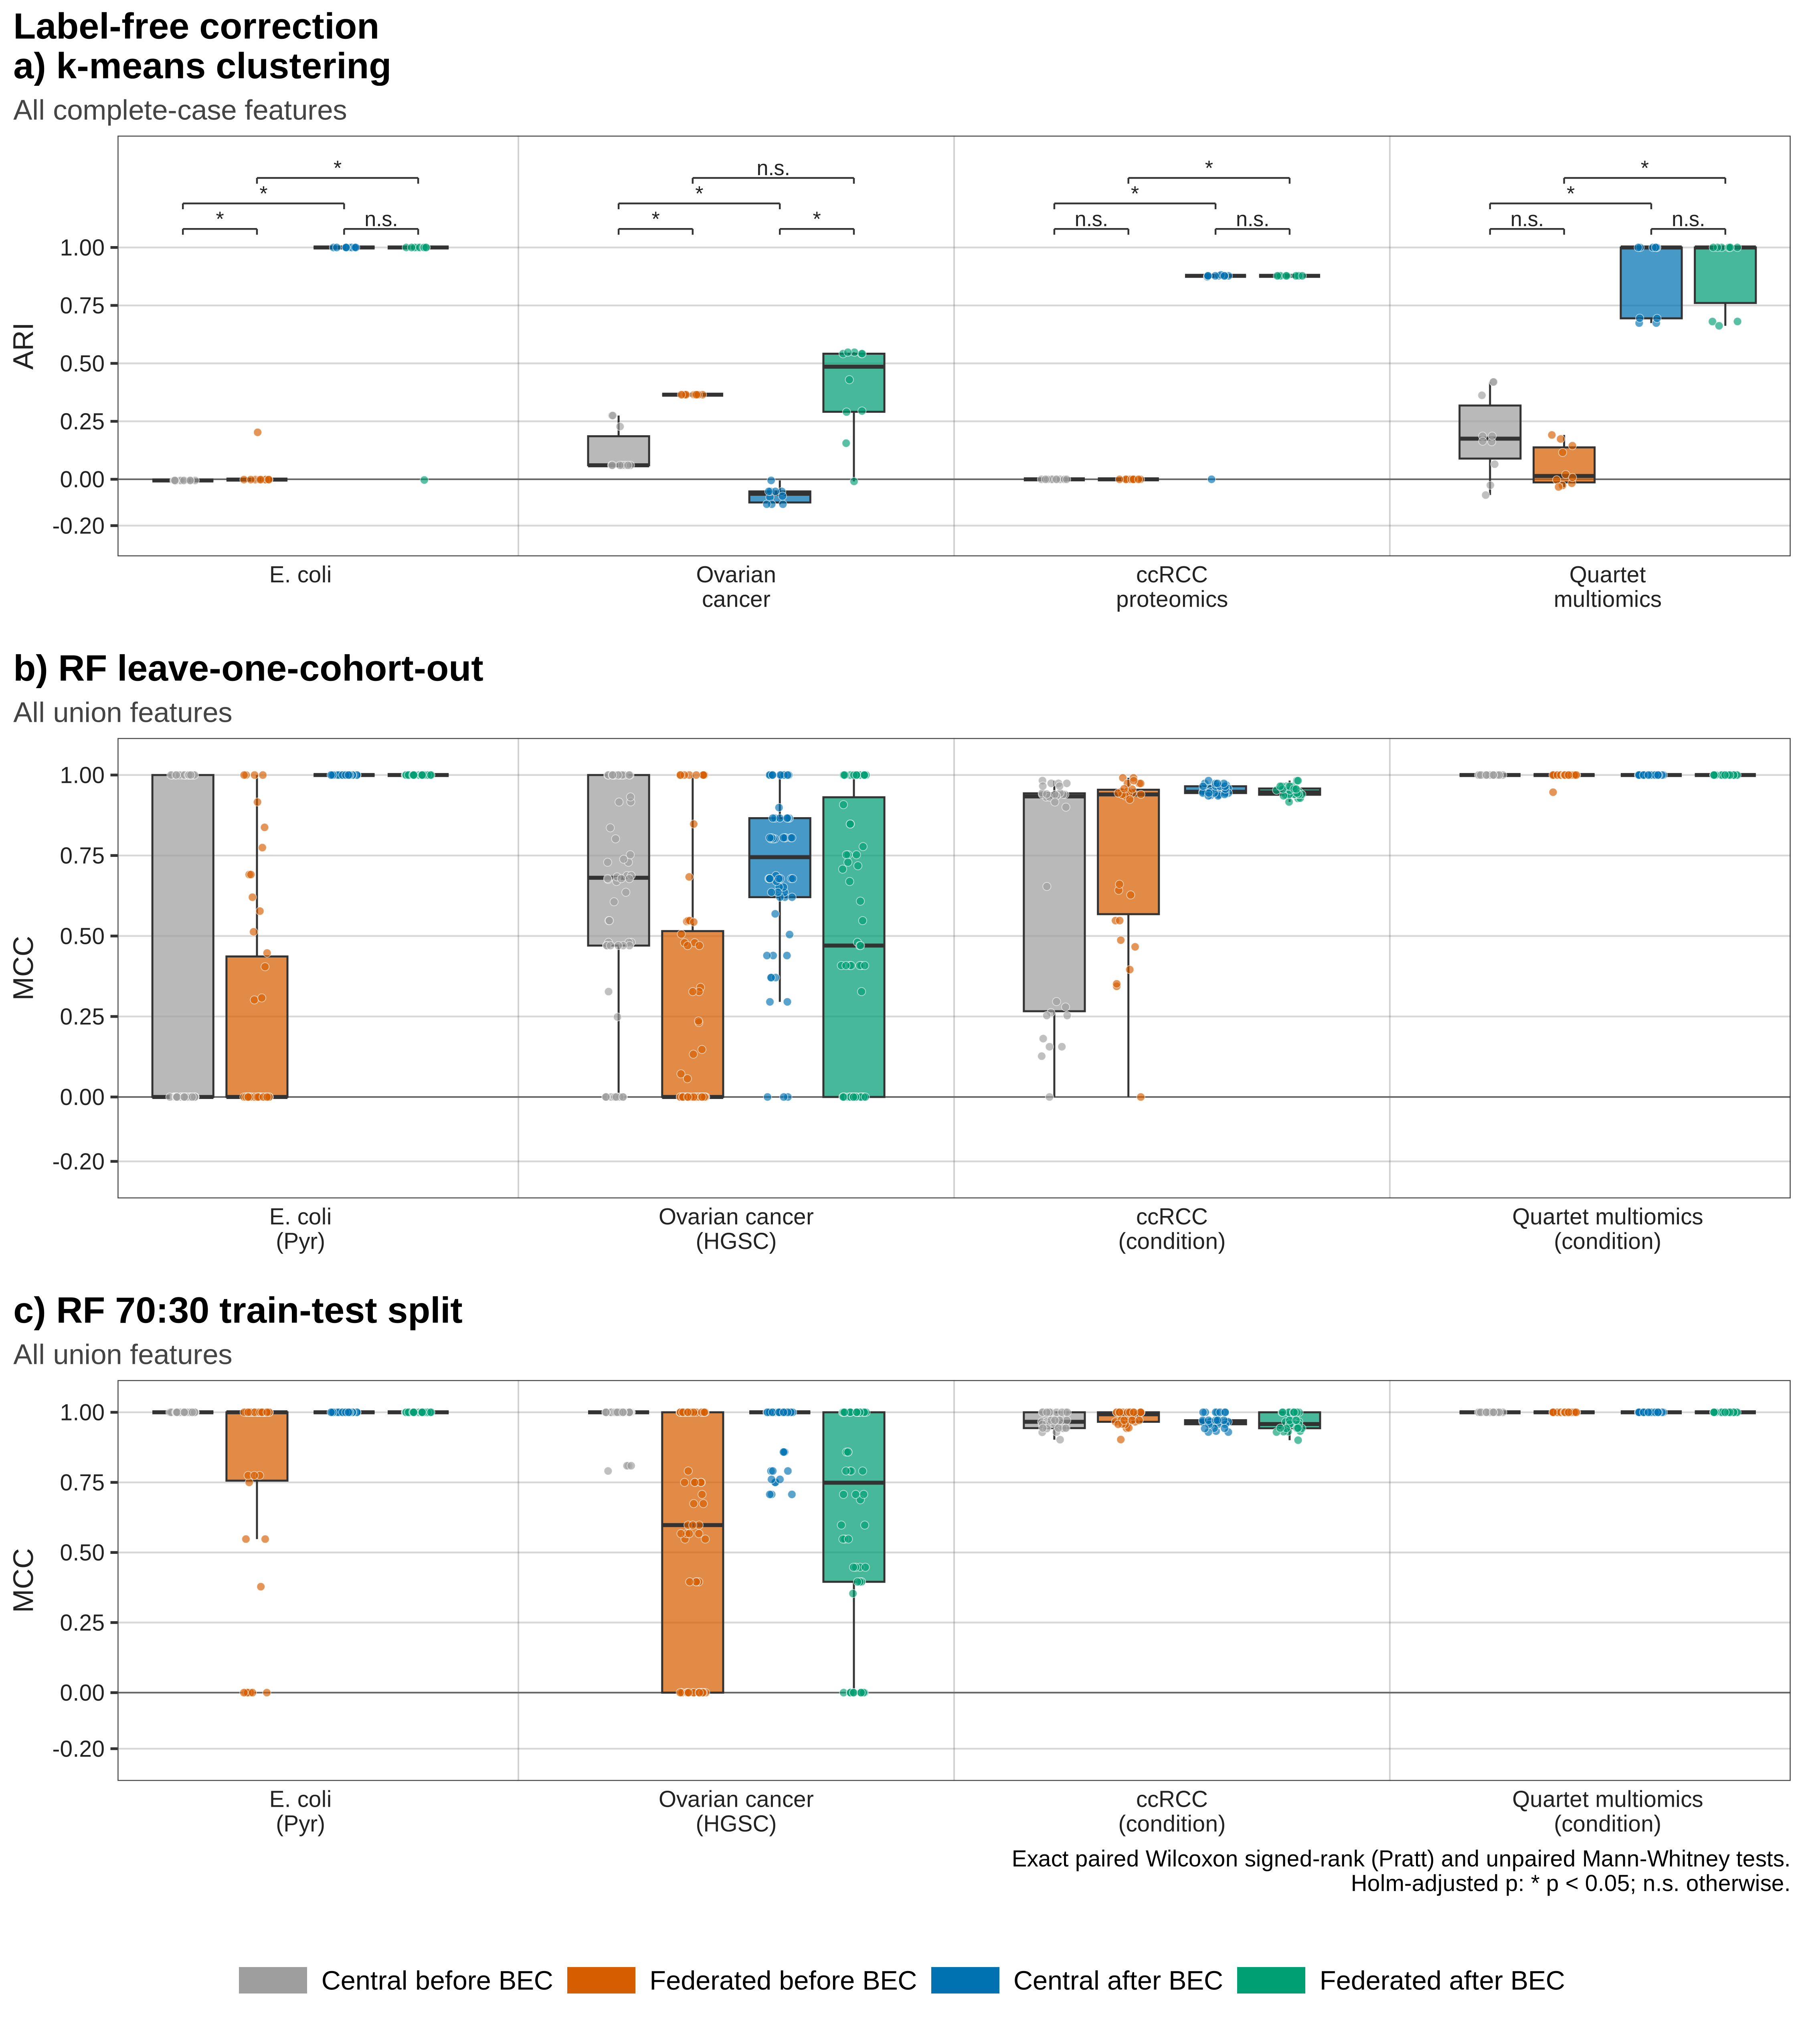 Label-free correction
a) k-means clustering
All complete-case features
*
n.s.
*
*
*
*
*
*
*
n.s.
*
*
n.s.
n.s.
n.s.
n.s.
1.00
0.75
0.50
0.25
0.00
-0.20
ARI
E. coli
Ovarian
cancer
ccRCC
proteomics
Quartet
multiomics
b) RF leave-one-cohort-out
All union features
1.00
0.75
0.50
0.25
0.00
-0.20
MCC
E. coli
(Pyr)
Ovarian cancer
(HGSC)
ccRCC
(condition)
Quartet multiomics
(condition)
c) RF 70:30 train-test split
All union features
1.00
0.75
0.50
0.25
0.00
-0.20
MCC
E. coli
(Pyr)
Ovarian cancer
(HGSC)
ccRCC
(condition)
Quartet multiomics
(condition)
Exact paired Wilcoxon signed-rank (Pratt) and unpaired Mann-Whitney tests.
Holm-adjusted p: * p < 0.05; n.s. otherwise.
Central before BEC
Federated before BEC
Central after BEC
Federated after BEC